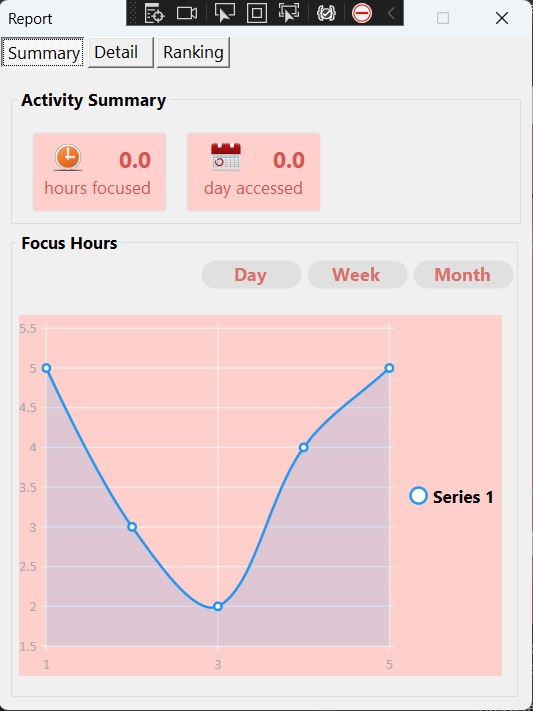 Report
Summary Detail Ranking
Activity Summary
0.0 0.0
hours focused day accessed
Focus Hours
Day Week Month
5.5
5
4.5
4
3.5
Series 1
3
2.5
2
1.5
1 3 5